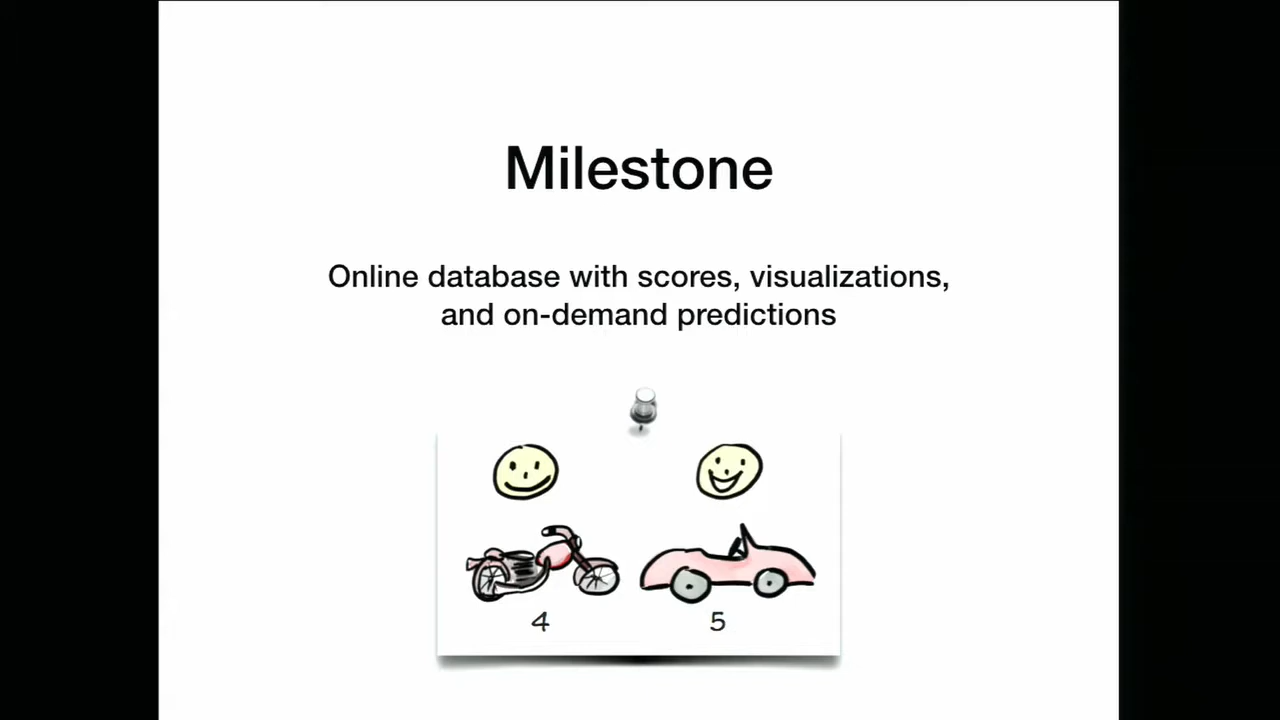 Milestone
Online database with scores, visualizations,
and on-demand predictions
4 5